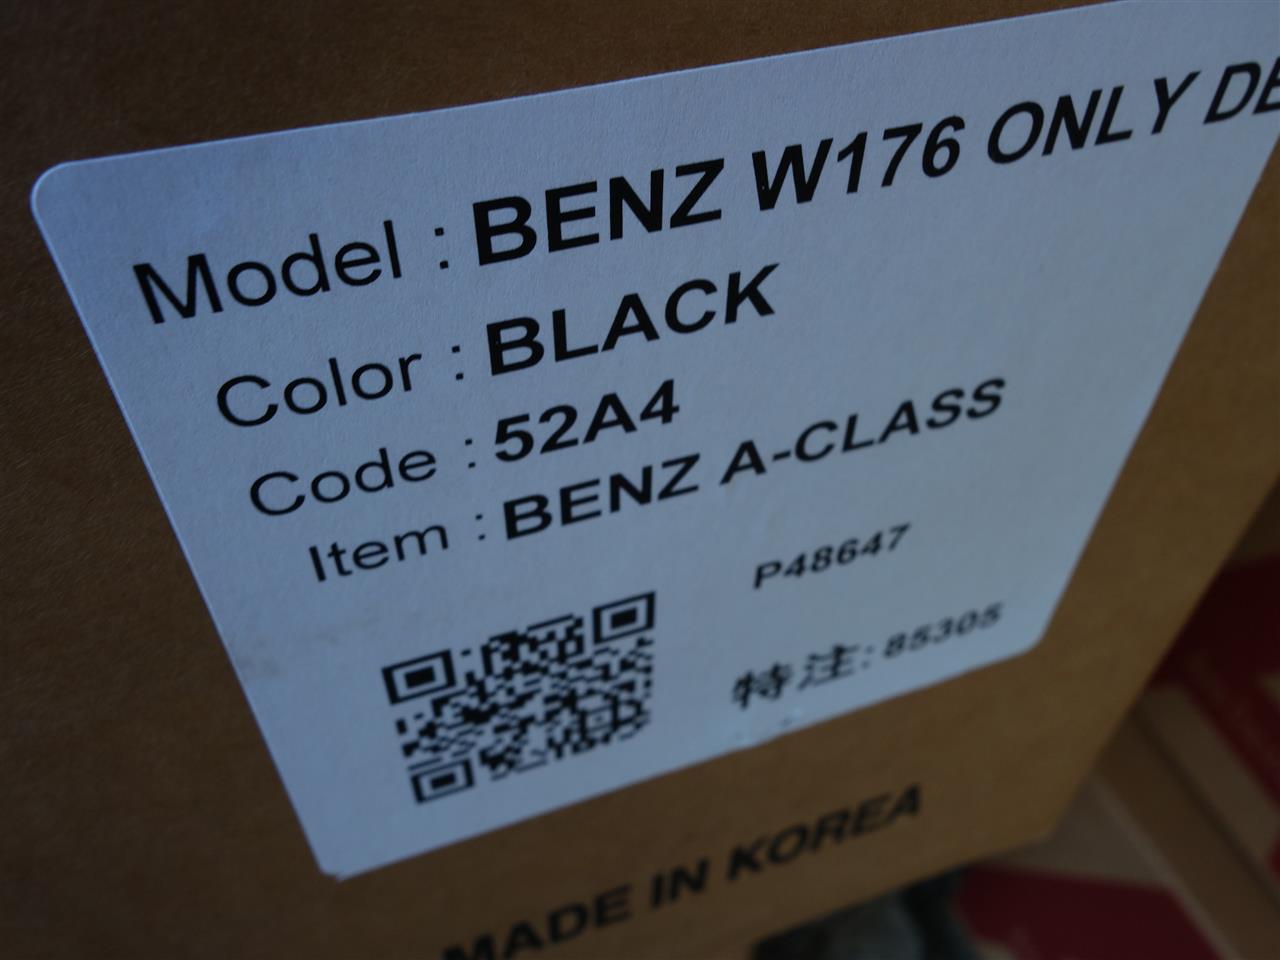 Model : BENZ W176 ONLY DE
Color : BLACK
Code : 52A4
Item : BENZ A-CLASS
P48647
特注: 85305
MADE IN KOREA